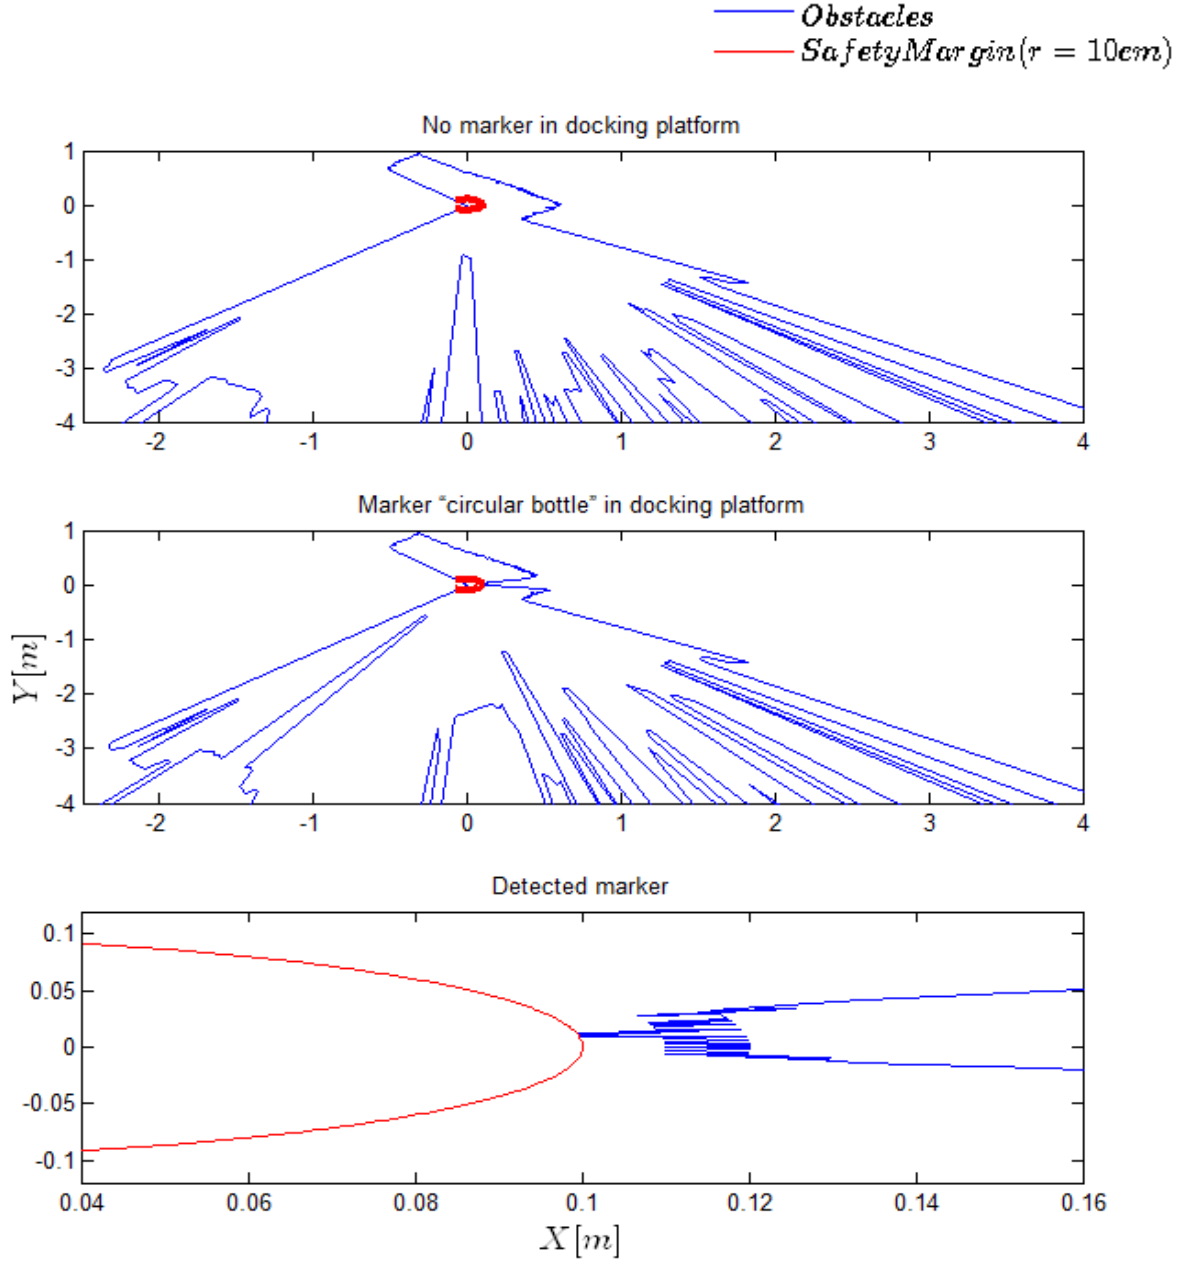 Obstacles
SafetyMargin(r = 10cm)
No marker in docking platform
1
0
-1
-2
-3
-4
-2 -1 0 1 2 3 4
Marker “circular bottle” in docking platform
1
0
-1
-2
-3
-4
Y[m]
-2 -1 0 1 2 3 4
Detected marker
0.1
0.05
0
-0.05
-0.1
0.04 0.06 0.08 0.1 0.12 0.14 0.16
X[m]